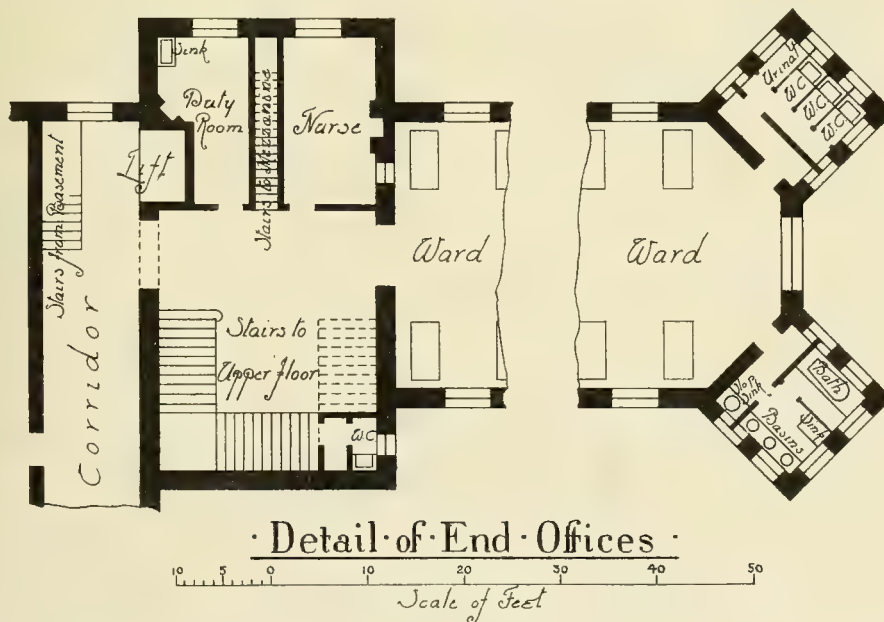 Sink
Duty
Room
Nurse
Lift
Stairs to Mezzanine
Stairs from Basement
Corridor
Stairs to
Upper floor
WC
Ward
Ward
Urinal
WC
WC
WC
Slop
Sink
Basins
Sink
Bath
· Detail · of · End · Offices ·
10 5 0 10 20 30 40 50
Scale of Feet